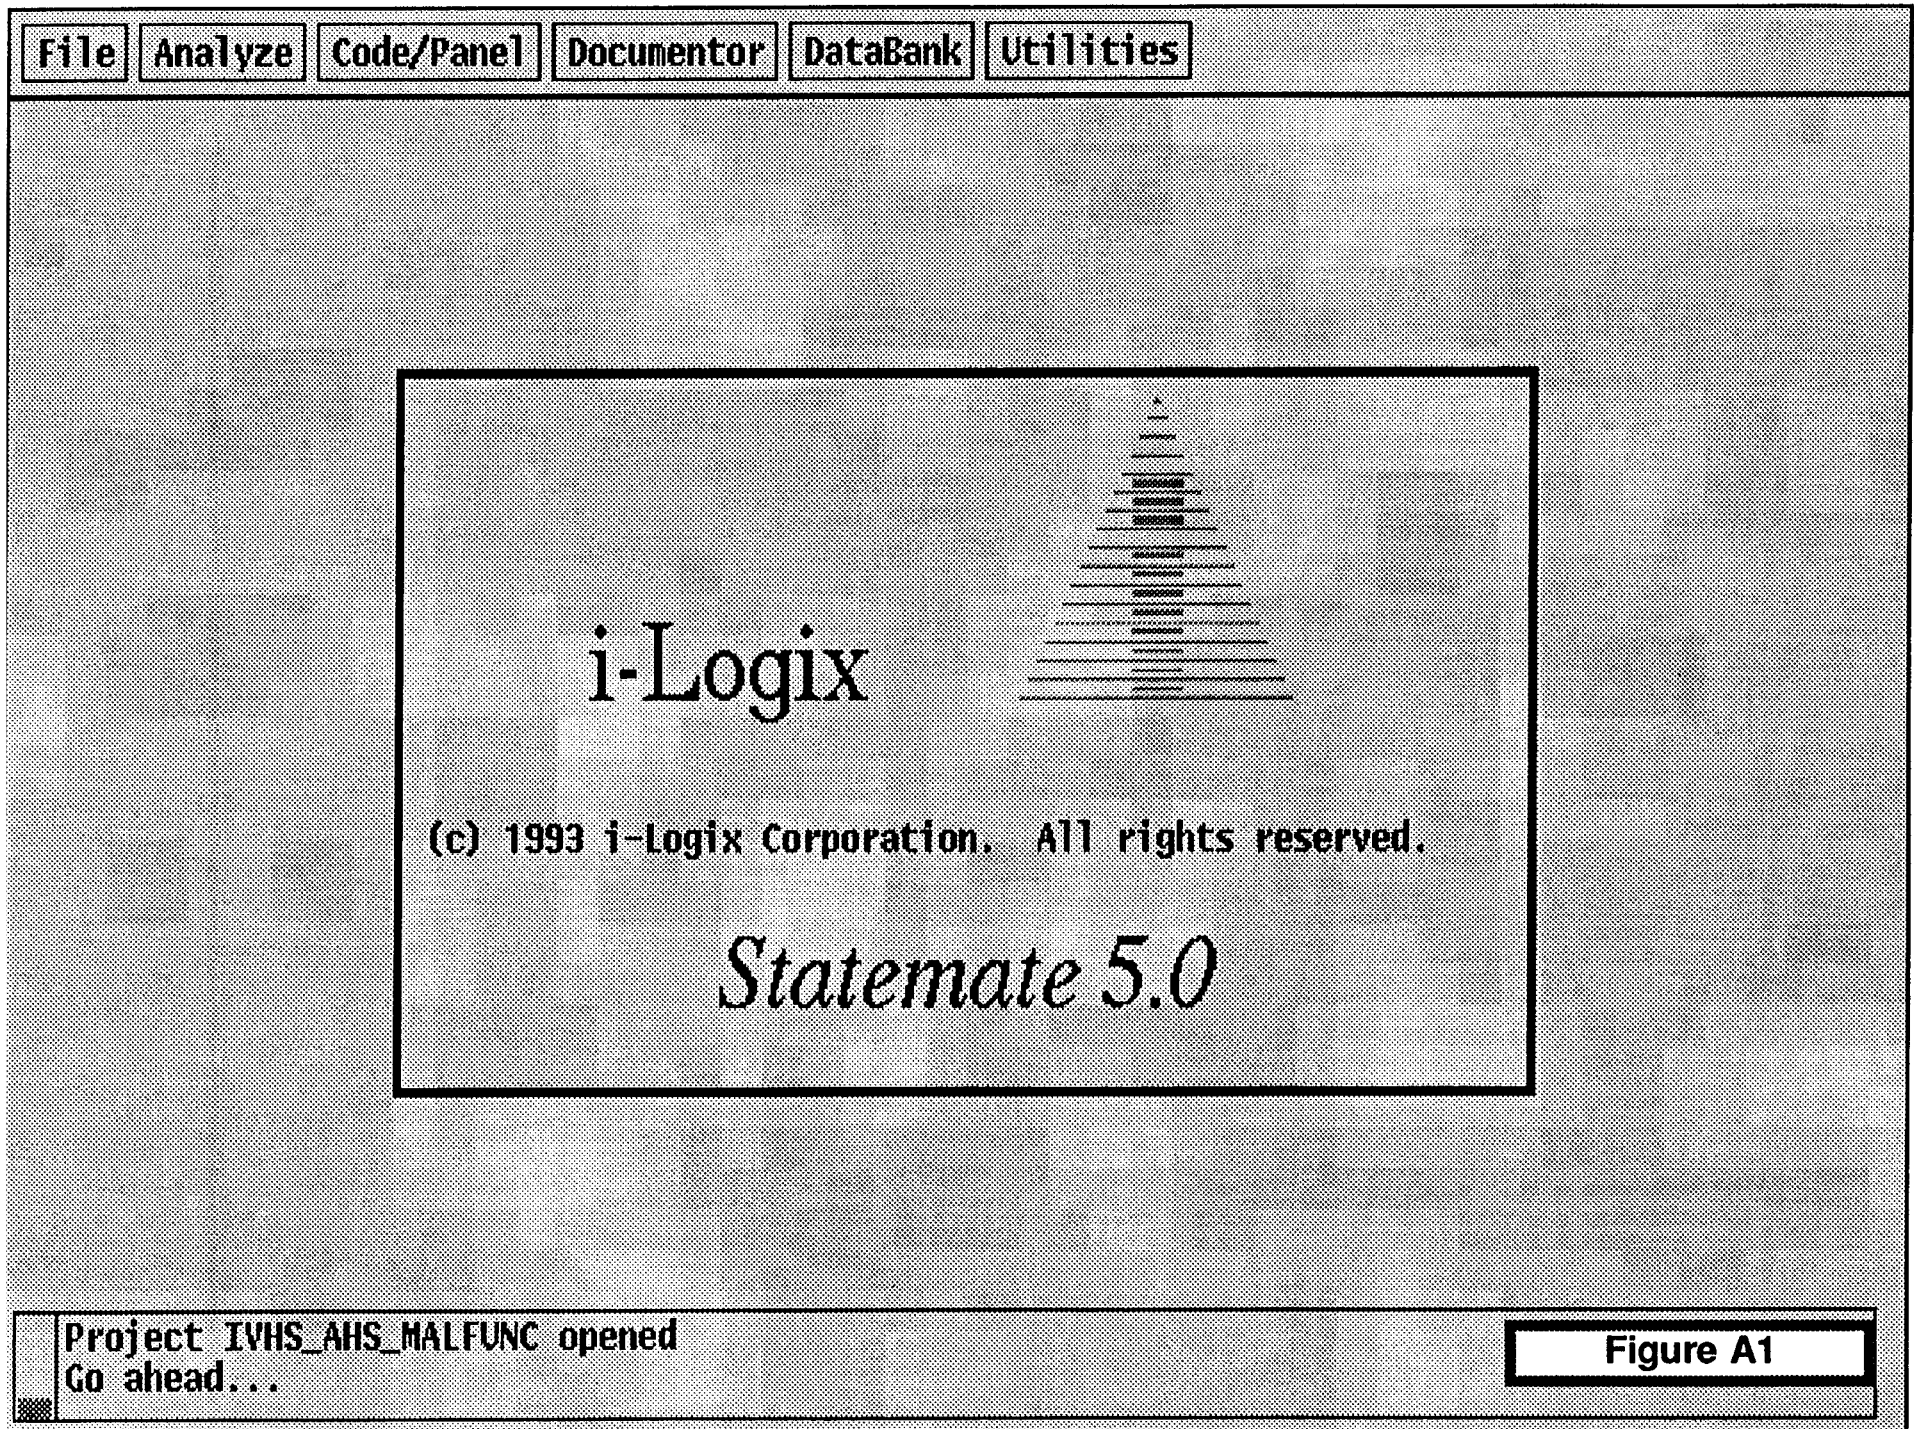 File Analyze Code/Panel Documentor DataBank Utilities
i-Logix
(c) 1993 i-Logix Corporation. All rights reserved.
Statemate 5.0
Project IVHS_AHS_MALFUNC opened
Go ahead...
Figure A1